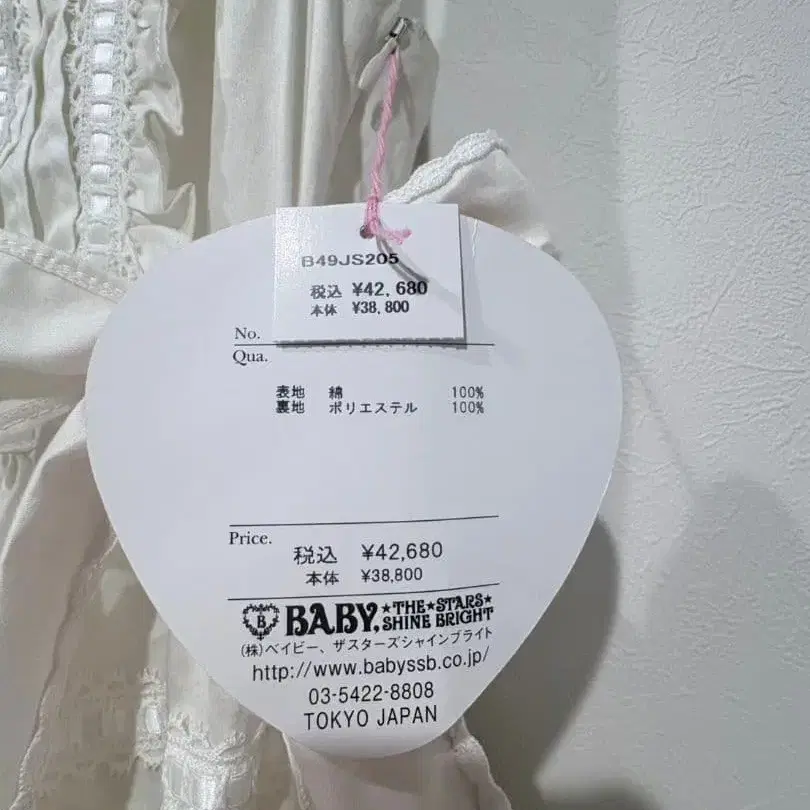 B49JS205
税込 ¥42,680
本体 ¥38,800
No.
Qua.
表地 綿 100%
裏地 ポリエステル 100%
Price.
税込 ¥42,680
本体 ¥38,800
B BABY, ★THE★STARS★ SHINE BRIGHT
(株)ベイビー、ザスターズシャインブライト
http://www.babyssb.co.jp/
03-5422-8808
TOKYO JAPAN